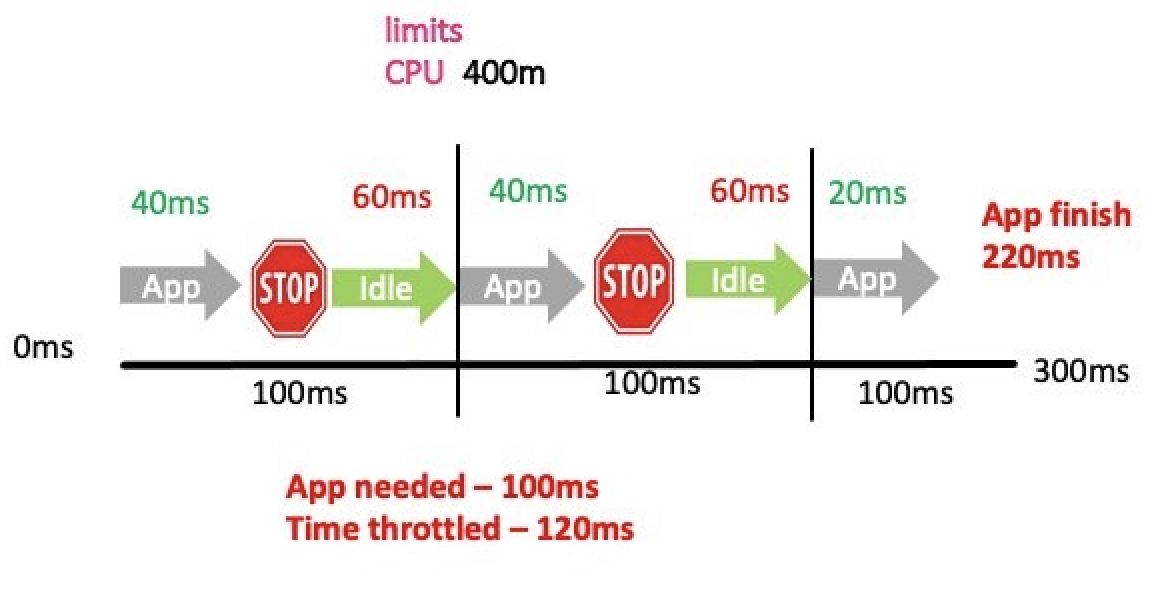 limits
CPU 400m
40ms 60ms 40ms 60ms 20ms
App finish
220ms
App STOP Idle App STOP Idle App
0ms
300ms
100ms 100ms 100ms
App needed – 100ms
Time throttled – 120ms